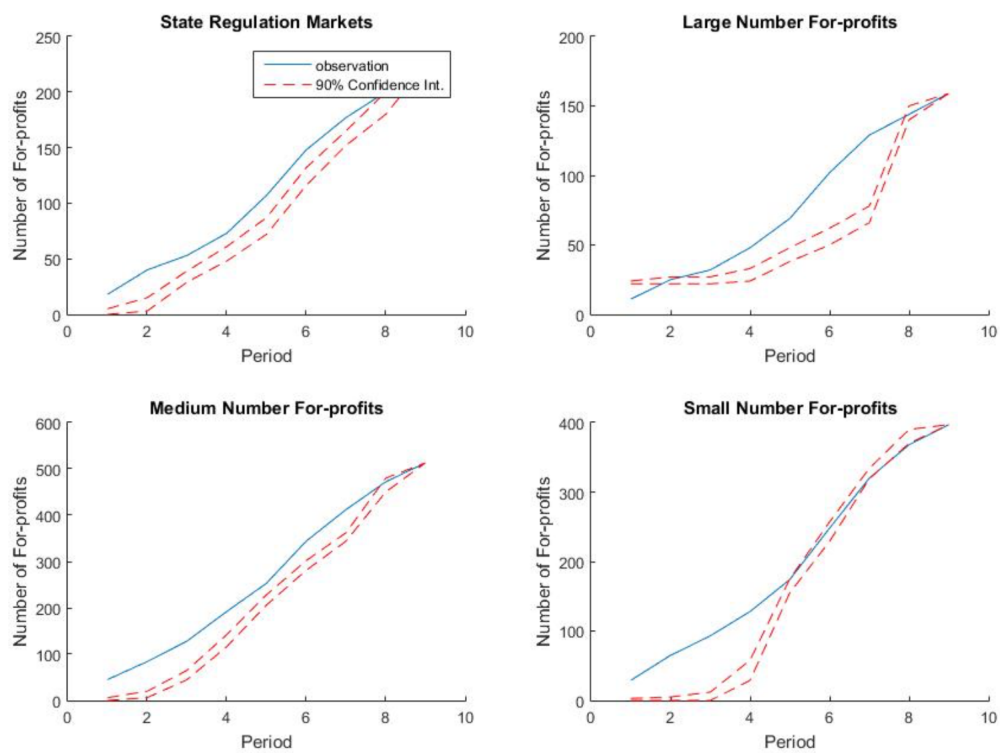 State Regulation Markets
250
200
150
100
50
0
Number of For-profits
observation
90% Confidence Int.
0 2 4 6 8 10
Period
Large Number For-profits
200
150
100
50
0
Number of For-profits
0 2 4 6 8 10
Period
Medium Number For-profits
600
500
400
300
200
100
0
Number of For-profits
0 2 4 6 8 10
Period
Small Number For-profits
400
300
200
100
0
Number of For-profits
0 2 4 6 8 10
Period